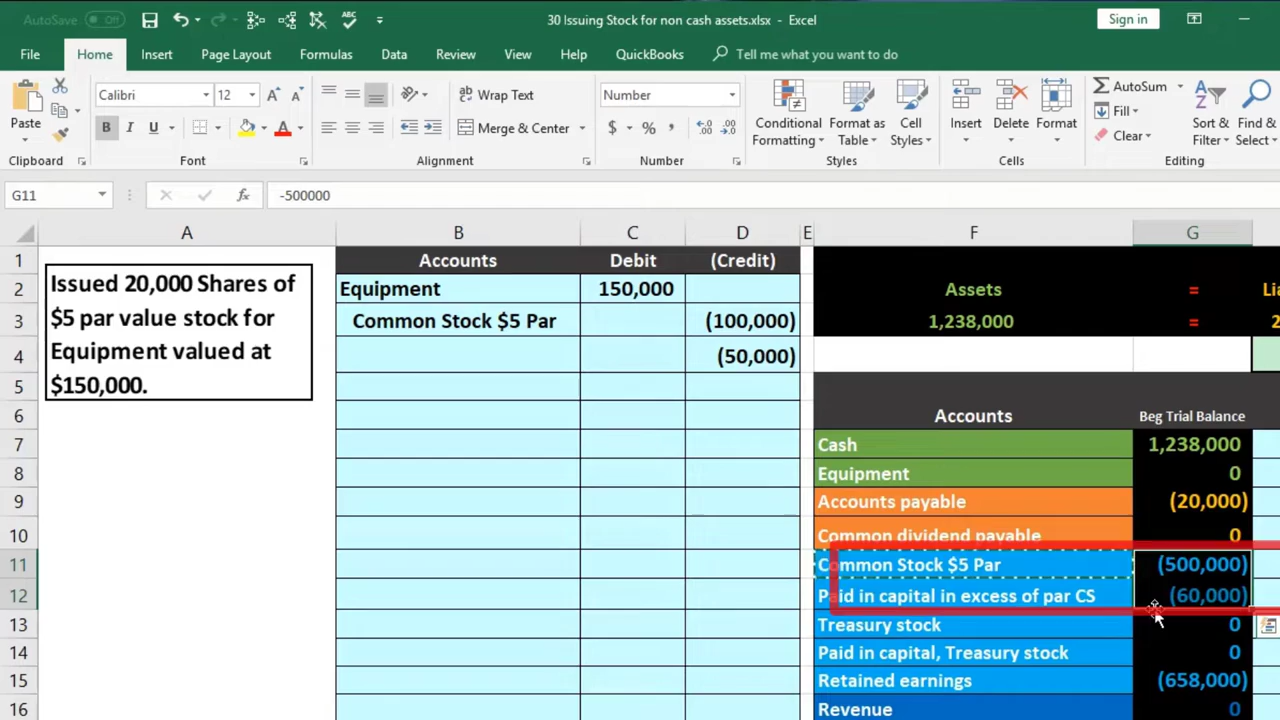 AutoSave Off
30 Issuing Stock for non cash assets.xlsx - Excel
Sign in
File Home Insert Page Layout Formulas Data Review View Help QuickBooks Tell me what you want to do
Paste
Calibri 12 A A
B I U A
Wrap Text
Merge & Center
Number
$ % ,
Conditional Formatting
Format as Table
Cell Styles
Insert Delete Format
AutoSum
Fill
Clear
Sort & Filter
Find & Select
Clipboard Font Alignment Number Styles Cells Editing
G11 fx -500000
A B C D E F G
1 Accounts Debit (Credit)
2 Equipment 150,000 Assets =
3 Common Stock $5 Par (100,000) 1,238,000 =
4 (50,000)
Issued 20,000 Shares of
$5 par value stock for
Equipment valued at
$150,000.
5
6 Accounts Beg Trial Balance
7 Cash 1,238,000
8 Equipment 0
9 Accounts payable (20,000)
10 Common dividend payable 0
11 Common Stock $5 Par (500,000)
12 Paid in capital in excess of par CS (60,000)
13 Treasury stock 0
14 Paid in capital, Treasury stock 0
15 Retained earnings (658,000)
16 Revenue 0